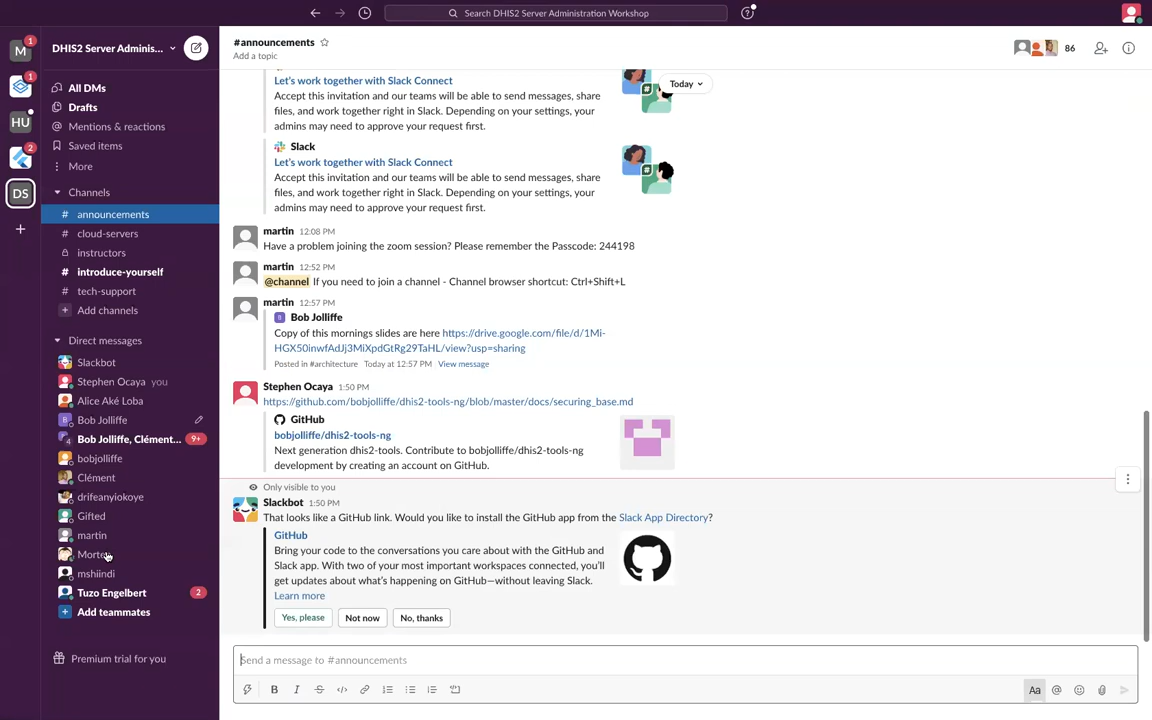 Search DHIS2 Server Administration Workshop
M
1
1
HU
2
DS
DHIS2 Server Adminis...
All DMs
Drafts
Mentions & reactions
Saved items
More
Channels
# announcements
# cloud-servers
instructors
# introduce-yourself
# tech-support
+ Add channels
Direct messages
Slackbot
Stephen Ocaya you
Alice Aké Loba
B Bob Jolliffe
Bob Jolliffe, Clément... 9+
bobjolliffe
Clément
drifeanyiokoye
Gifted
martin
mshiindi
Tuzo Engelbert 2
+ Add teammates
Premium trial for you
#announcements
Add a topic
86
Today
Let's work together with Slack Connect
Accept this invitation and our teams will be able to send messages, share
files, and work together right in Slack. Depending on your settings, your
admins may need to approve your request first.
Slack
Let's work together with Slack Connect
Accept this invitation and our teams will be able to send messages, share
files, and work together right in Slack. Depending on your settings, your
admins may need to approve your request first.
martin 12:08 PM
Have a problem joining the zoom session? Please remember the Passcode: 244198
martin 12:52 PM
@channel If you need to join a channel - Channel browser shortcut: Ctrl+Shift+L
martin 12:57 PM
B Bob Jolliffe
Copy of this mornings slides are here https://drive.google.com/file/d/1Mi-
HGX50inwfAdJj3MiXpdGtRg29TaHL/view?usp=sharing
Posted in #architecture Today at 12:57 PM View message
Stephen Ocaya 1:50 PM
https://github.com/bobjolliffe/dhis2-tools-ng/blob/master/docs/securing_base.md
GitHub
bobjolliffe/dhis2-tools-ng
Next generation dhis2-tools. Contribute to bobjolliffe/dhis2-tools-ng
development by creating an account on GitHub.
Only visible to you
Slackbot 1:50 PM
That looks like a GitHub link. Would you like to install the GitHub app from the Slack App Directory?
GitHub
Bring your code to the conversations you care about with the GitHub and
Slack app. With two of your most important workspaces connected, you'll
get updates about what's happening on GitHub—without leaving Slack.
Learn more
Yes, please
Not now
No, thanks
Send a message to #announcements
B I S
Aa @